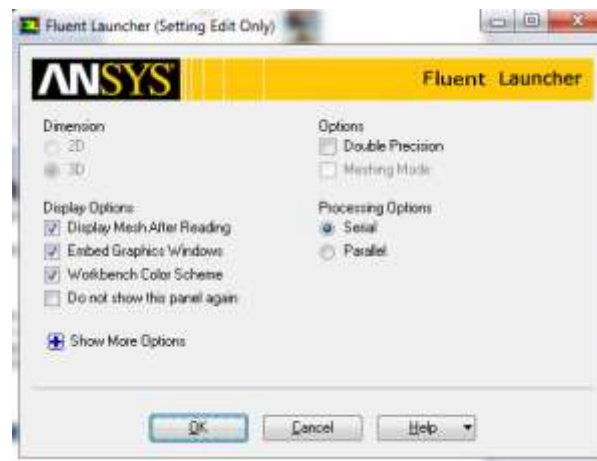 Fluent Launcher (Setting Edit Only)
ANSYS
Fluent Launcher
Dimension
2D
3D
Options
Double Precision
Meshing Mode
Display Options
Display Mesh After Reading
Embed Graphics Windows
Workbench Color Scheme
Do not show this panel again
Processing Options
Serial
Parallel
Show More Options
OK
Cancel
Help